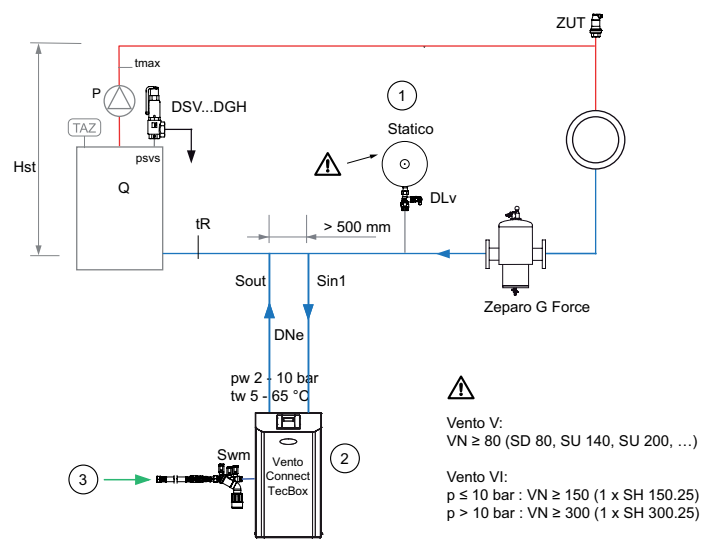 ZUT
tmax
P
DSV...DGH
1
Statico
TAZ
psvs
Hst
Q
DLv
tR
> 500 mm
Sout
Sin1
Zeparo G Force
DNe
pw 2 - 10 bar
tw 5 - 65 °C
Vento V:
VN ≥ 80 (SD 80, SU 140, SU 200, …)
Swm
Vento
Connect
TecBox
2
3
Vento VI:
p ≤ 10 bar : VN ≥ 150 (1 x SH 150.25)
p > 10 bar : VN ≥ 300 (1 x SH 300.25)